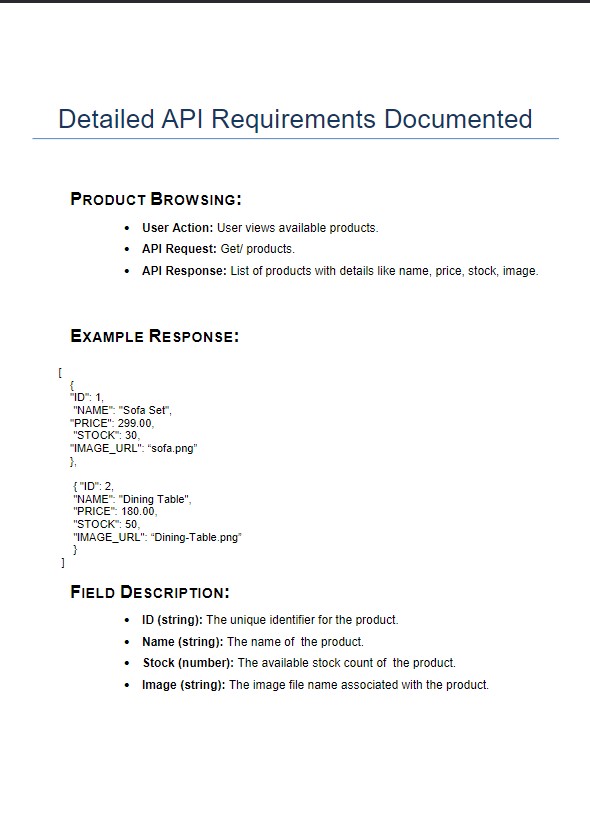 Detailed API Requirements Documented
PRODUCT BROWSING:
• User Action: User views available products.
• API Request: Get/ products.
• API Response: List of products with details like name, price, stock, image.
EXAMPLE RESPONSE:
[
{
"ID": 1,
"NAME": "Sofa Set",
"PRICE": 299.00,
"STOCK": 30,
"IMAGE_URL": “sofa.png”
},
{ "ID": 2,
"NAME": "Dining Table",
"PRICE": 180.00,
"STOCK": 50,
"IMAGE_URL": “Dining-Table.png”
}
]
FIELD DESCRIPTION:
• ID (string): The unique identifier for the product.
• Name (string): The name of  the product.
• Stock (number): The available stock count of  the product.
• Image (string): The image file name associated with the product.